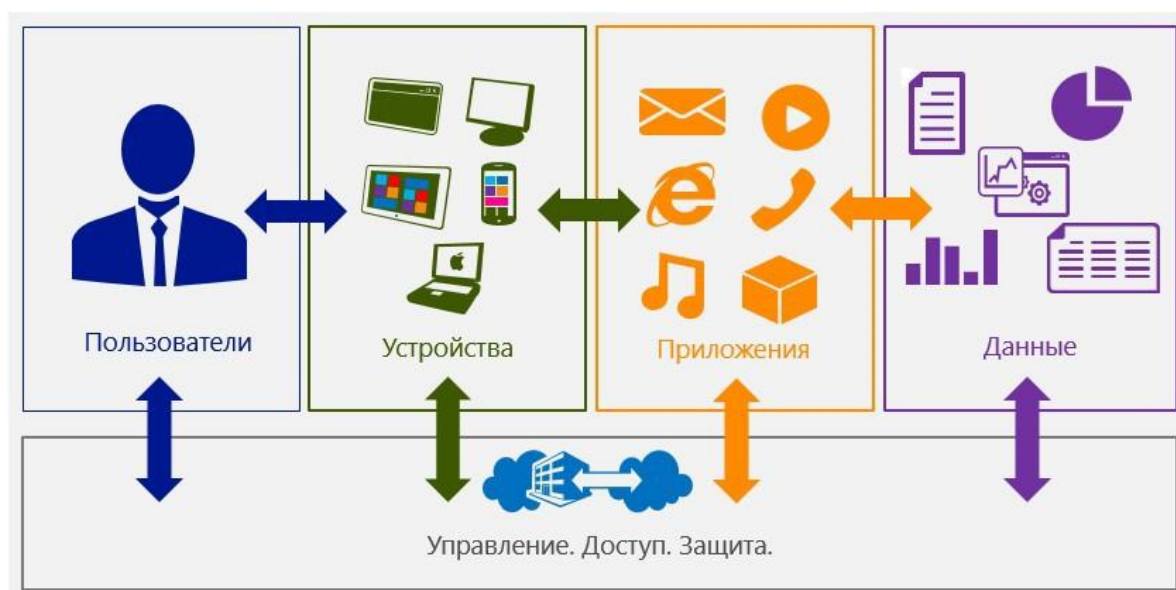 Пользователи
Устройства
Приложения
Данные
Управление. Доступ. Защита.